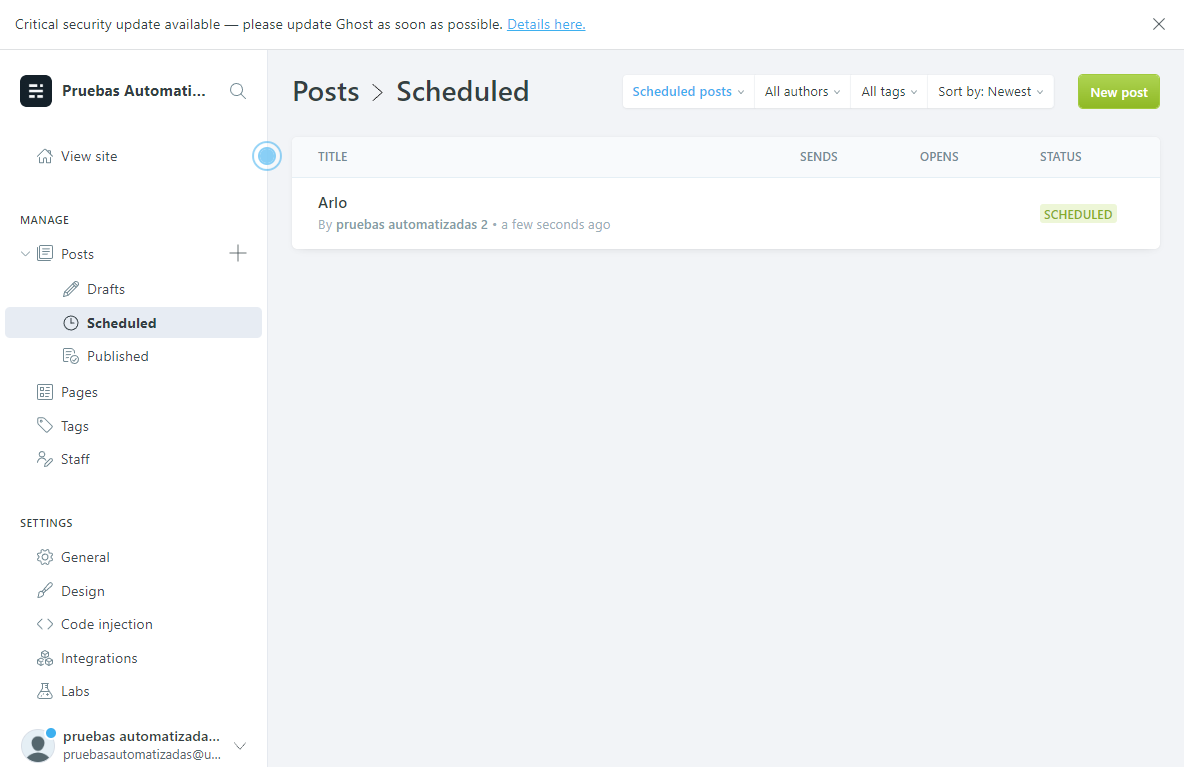 Critical security update available — please update Ghost as soon as possible. Details here.
Pruebas Automati...
View site
MANAGE
Posts
Drafts
Scheduled
Published
Pages
Tags
Staff
SETTINGS
General
Design
Code injection
Integrations
Labs
pruebas automatizada...
pruebasautomatizadas@u...
Posts > Scheduled
Scheduled posts
All authors
All tags
Sort by: Newest
New post
TITLE SENDS OPENS STATUS
Arlo
By pruebas automatizadas 2 • a few seconds ago
SCHEDULED